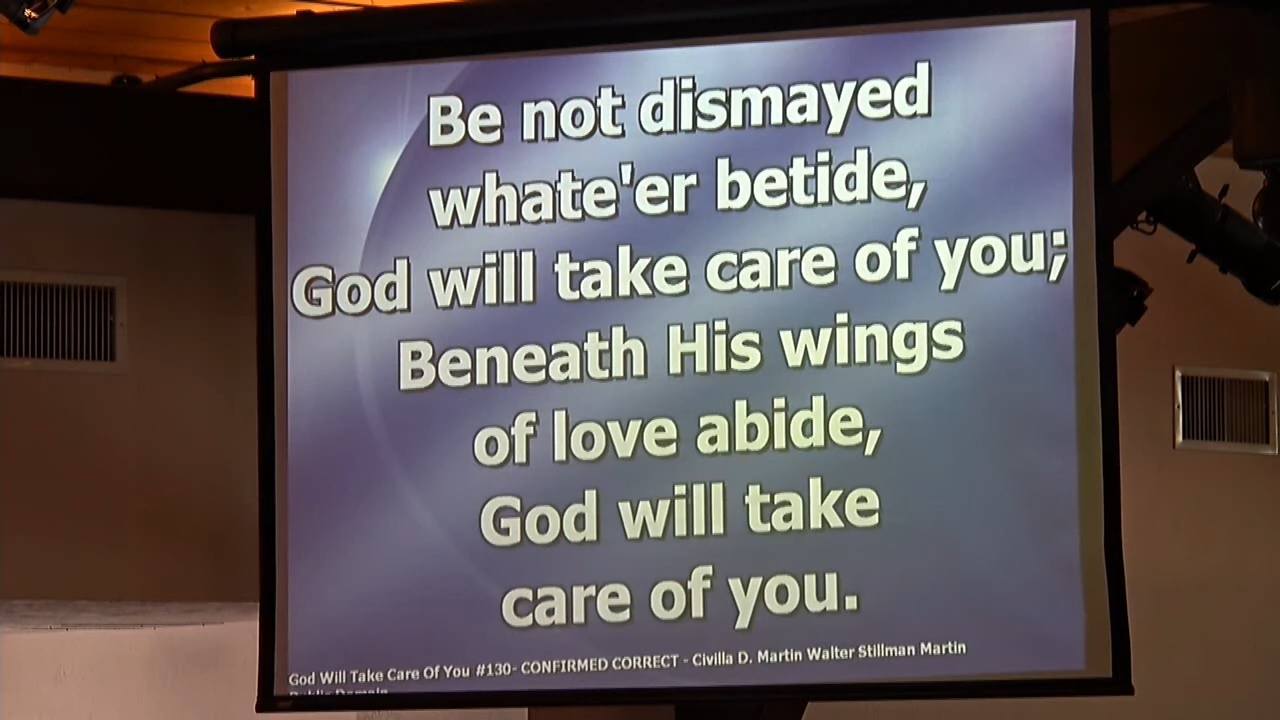 Be not dismayed
whate'er betide,
God will take care of you;
Beneath His wings
of love abide,
God will take
care of you.
God Will Take Care Of You #130- CONFIRMED CORRECT - Civilla D. Martin Walter Stillman Martin
Public Domain